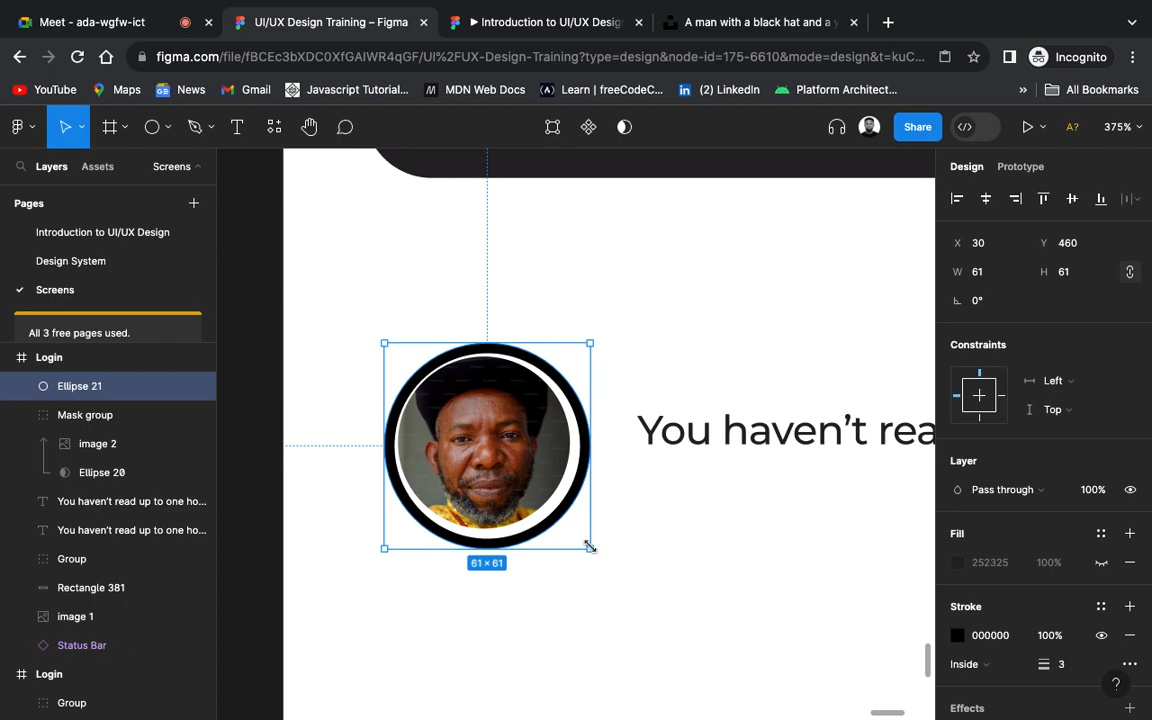 Meet - ada-wgfw-ict
UI/UX Design Training – Figma
▶ Introduction to UI/UX Desig
A man with a black hat and a y
figma.com/file/fBCEc3bXDC0XfGAIWR4qGF/UI%2FUX-Design-Training?type=design&node-id=175-6610&mode=design&t=kuC...
Incognito
YouTube
Maps
News
Gmail
Javascript Tutorial...
MDN Web Docs
Learn | freeCodeC...
(2) LinkedIn
Platform Architect...
»
All Bookmarks
Share
A?
375%
Layers
Assets
Screens
Design
Prototype
Pages
Introduction to UI/UX Design
Design System
Screens
All 3 free pages used.
Login
Ellipse 21
Mask group
image 2
Ellipse 20
You haven't read up to one ho...
You haven't read up to one ho...
Group
Rectangle 381
image 1
Status Bar
Login
Group
You haven't rea
61 × 61
X 30
Y 460
W 61
H 61
0°
Constraints
Left
Top
Layer
Pass through
100%
Fill
252325
100%
Stroke
000000
100%
Inside
3
?
Effects